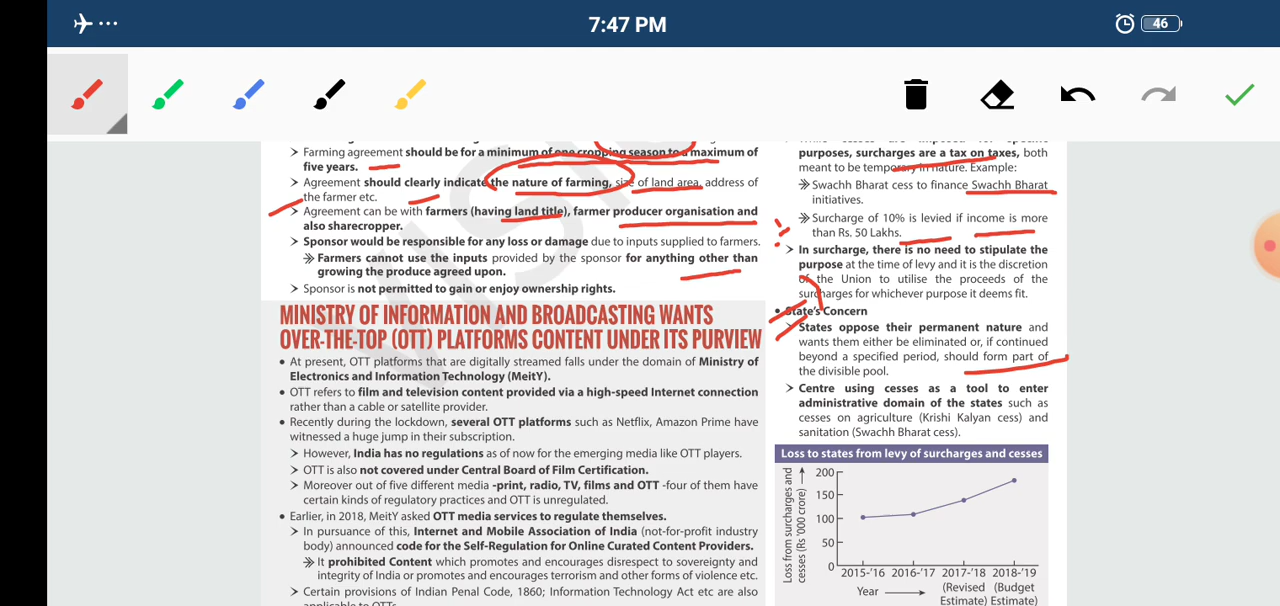 7:47 PM
46
➢ Farming agreement should be for a minimum of one cropping season to a maximum of
five years.
➢ Agreement should clearly indicate the nature of farming, size of land area, address of
the farmer etc.
➢ Agreement can be with farmers (having land title), farmer producer organisation and
also sharecropper.
➢ Sponsor would be responsible for any loss or damage due to inputs supplied to farmers.
Farmers cannot use the inputs provided by the sponsor for anything other than
growing the produce agreed upon.
➢ Sponsor is not permitted to gain or enjoy ownership rights.
MINISTRY OF INFORMATION AND BROADCASTING WANTS
OVER-THE-TOP (OTT) PLATFORMS CONTENT UNDER ITS PURVIEW
• At present, OTT platforms that are digitally streamed falls under the domain of Ministry of
Electronics and Information Technology (MeitY).
• OTT refers to film and television content provided via a high-speed Internet connection
rather than a cable or satellite provider.
• Recently during the lockdown, several OTT platforms such as Netflix, Amazon Prime have
witnessed a huge jump in their subscription.
➢ However, India has no regulations as of now for the emerging media like OTT players.
➢ OTT is also not covered under Central Board of Film Certification.
➢ Moreover out of five different media -print, radio, TV, films and OTT -four of them have
certain kinds of regulatory practices and OTT is unregulated.
• Earlier, in 2018, MeitY asked OTT media services to regulate themselves.
➢ In pursuance of this, Internet and Mobile Association of India (not-for-profit industry
body) announced code for the Self-Regulation for Online Curated Content Providers.
It prohibited Content which promotes and encourages disrespect to sovereignty and
integrity of India or promotes and encourages terrorism and other forms of violence etc.
➢ Certain provisions of Indian Penal Code, 1860; Information Technology Act etc are also
applicable to OTTs.
purposes, surcharges are a tax on taxes, both
meant to be temporary in nature. Example:
Swachh Bharat cess to finance Swachh Bharat
initiatives.
Surcharge of 10% is levied if income is more
than Rs. 50 Lakhs.
➢ In surcharge, there is no need to stipulate the
purpose at the time of levy and it is the discretion
of the Union to utilise the proceeds of the
surcharges for whichever purpose it deems fit.
• State's Concern
➢ States oppose their permanent nature and
wants them either be eliminated or, if continued
beyond a specified period, should form part of
the divisible pool.
➢ Centre using cesses as a tool to enter
administrative domain of the states such as
cesses on agriculture (Krishi Kalyan cess) and
sanitation (Swachh Bharat cess).
Loss to states from levy of surcharges and cesses
Loss from surcharges and
cesses (Rs '000 crore)
200
150
100
50
0
2015-'16 2016-'17 2017-'18 2018-'19
Year (Revised (Budget
Estimate) Estimate)